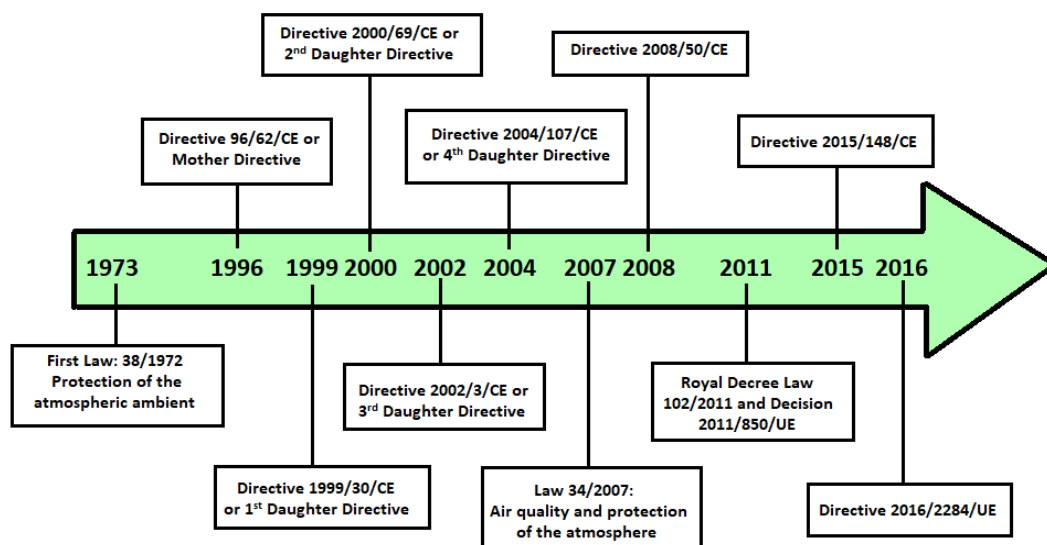 Directive 2000/69/CE or
2nd Daughter Directive
Directive 2008/50/CE
Directive 96/62/CE or
Mother Directive
Directive 2004/107/CE
or 4th Daughter Directive
Directive 2015/148/CE
1973 1996 1999 2000 2002 2004 2007 2008 2011 2015 2016
First Law: 38/1972
Protection of the
atmospheric ambient
Directive 2002/3/CE or
3rd Daughter Directive
Royal Decree Law
102/2011 and Decision
2011/850/UE
Directive 1999/30/CE
or 1st Daughter Directive
Law 34/2007:
Air quality and protection
of the atmosphere
Directive 2016/2284/UE